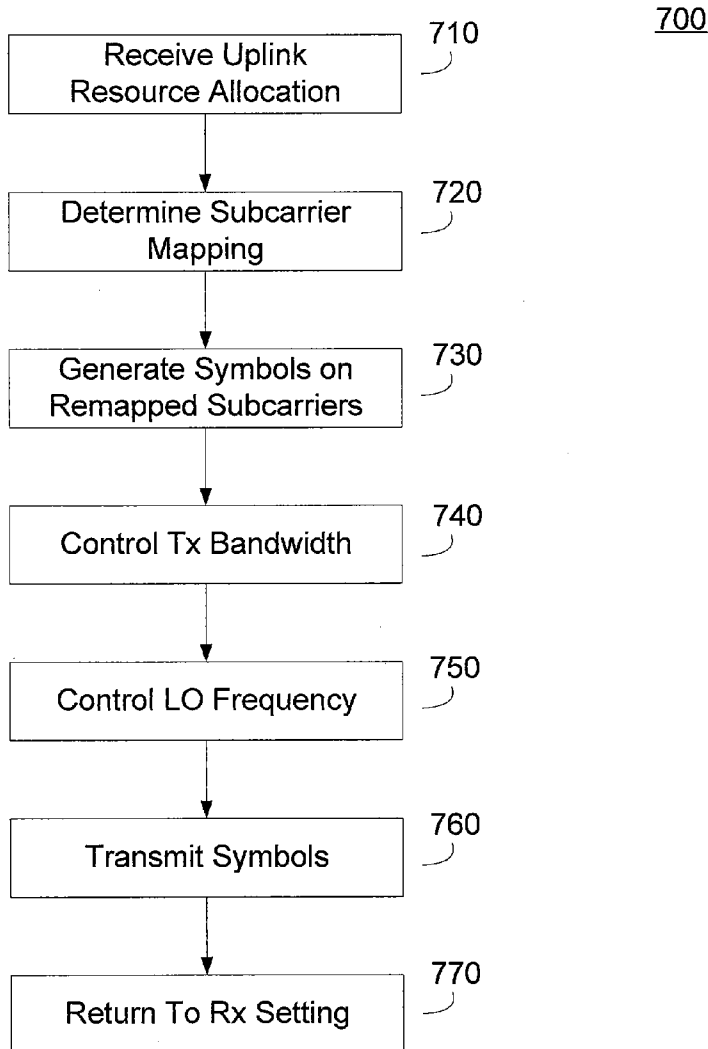 700
710
Receive Uplink
Resource Allocation
720
Determine Subcarrier
Mapping
730
Generate Symbols on
Remapped Subcarriers
740
Control Tx Bandwidth
750
Control LO Frequency
760
Transmit Symbols
770
Return To Rx Setting